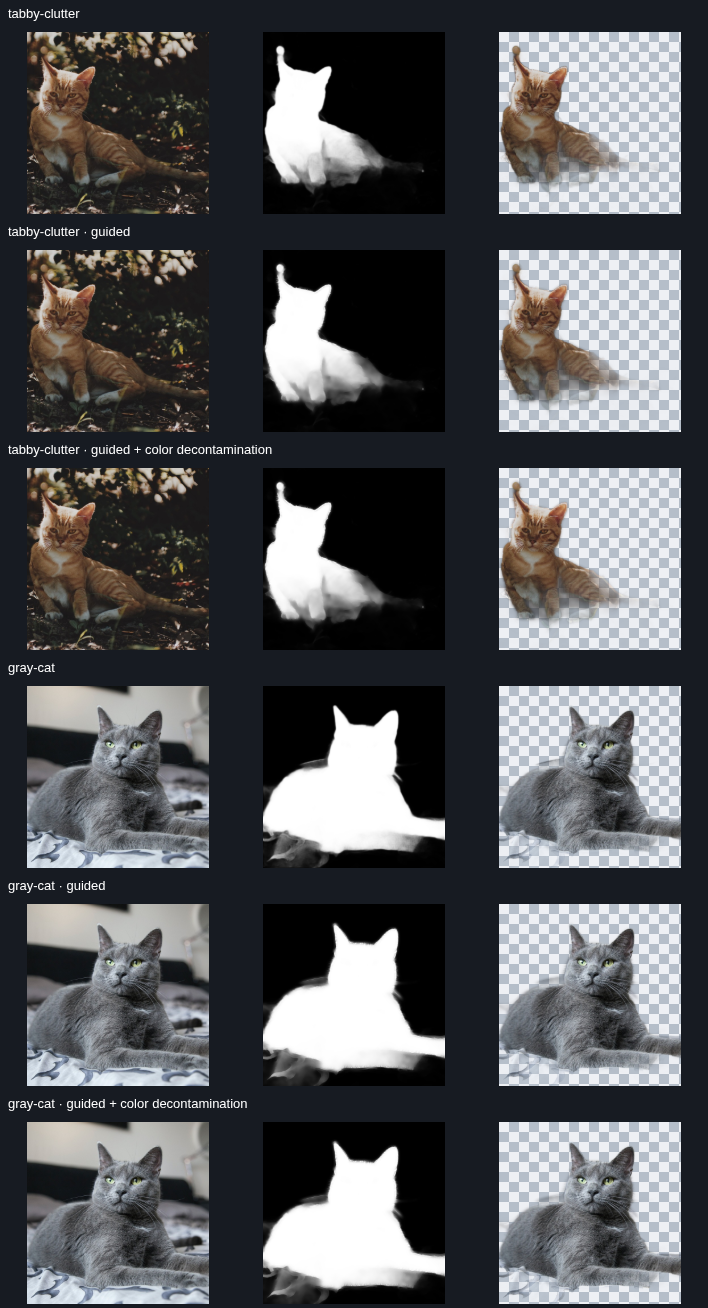 tabby-clutter
tabby-clutter · guided
tabby-clutter · guided + color decontamination
gray-cat
gray-cat · guided
gray-cat · guided + color decontamination